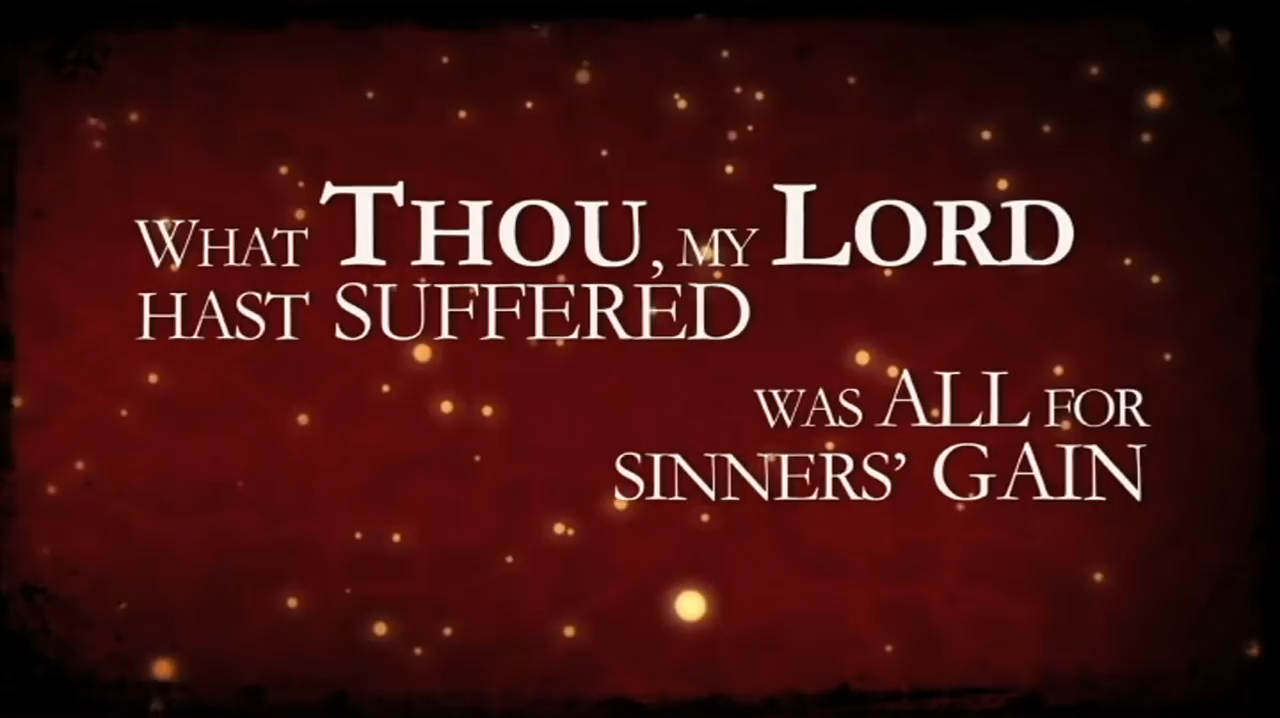 WHAT THOU, MY LORD
HAST SUFFERED
WAS ALL FOR
SINNERS' GAIN